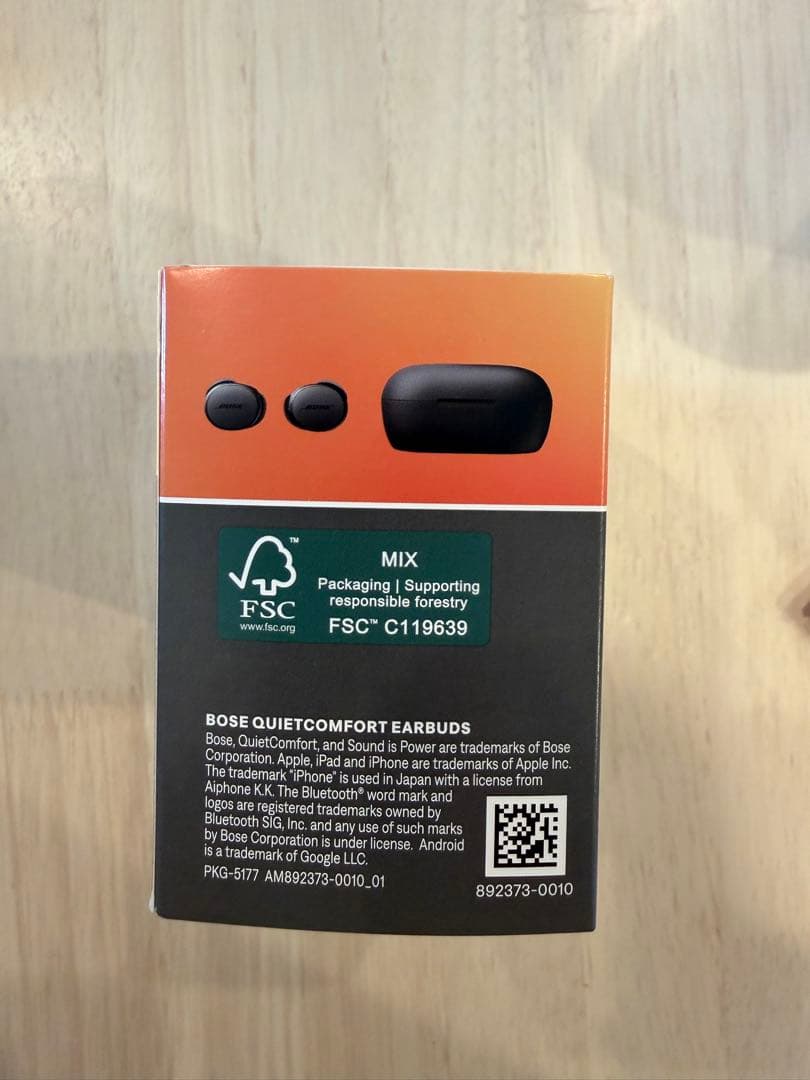 BOSE
BOSE
FSC™
www.fsc.org
MIX
Packaging | Supporting
responsible forestry
FSC™ C119639
BOSE QUIETCOMFORT EARBUDS
Bose, QuietComfort, and Sound is Power are trademarks of Bose
Corporation. Apple, iPad and iPhone are trademarks of Apple Inc.
The trademark "iPhone" is used in Japan with a license from
Aiphone K.K. The Bluetooth® word mark and
logos are registered trademarks owned by
Bluetooth SIG, Inc. and any use of such marks
by Bose Corporation is under license. Android
is a trademark of Google LLC.
PKG-5177 AM892373-0010_01
892373-0010